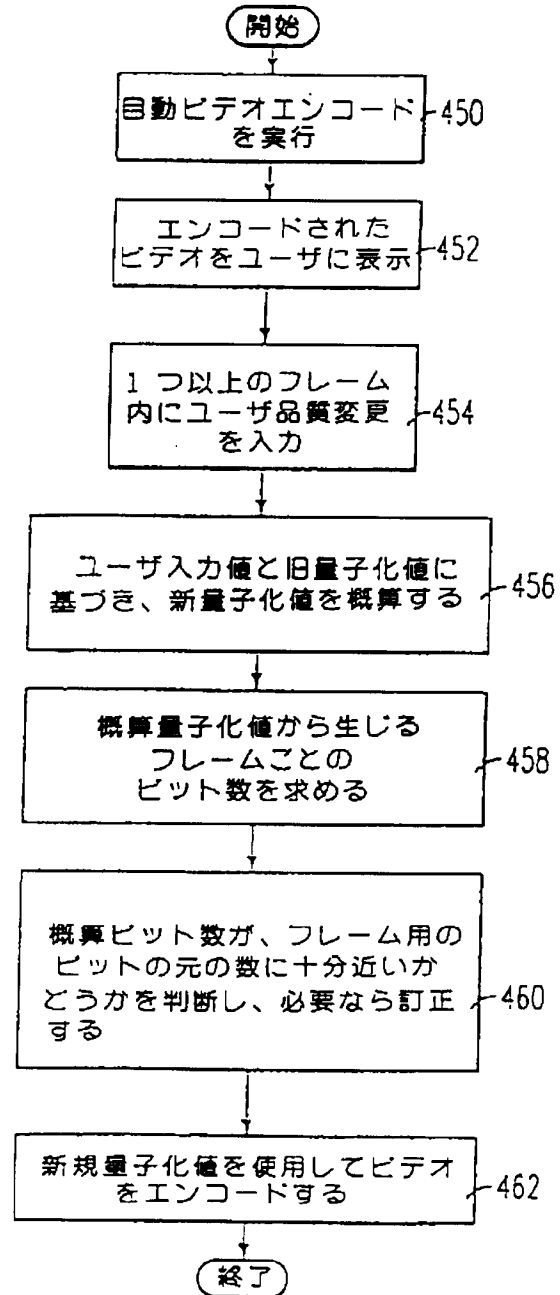 開始
自動ビデオエンコード
を実行
450
エンコードされた
ビデオをユーザに表示
452
1 つ以上のフレーム
内にユーザ品質変更
を入力
454
ユーザ入力値と旧量子化値に
基づき、新量子化値を概算する
456
概算量子化値から生じる
フレームごとの
ビット数を求める
458
概算ビット数が、フレーム用の
ビットの元の数に十分近いか
どうかを判断し、必要なら訂正
する
460
新規量子化値を使用してビデオ
をエンコードする
462
終了